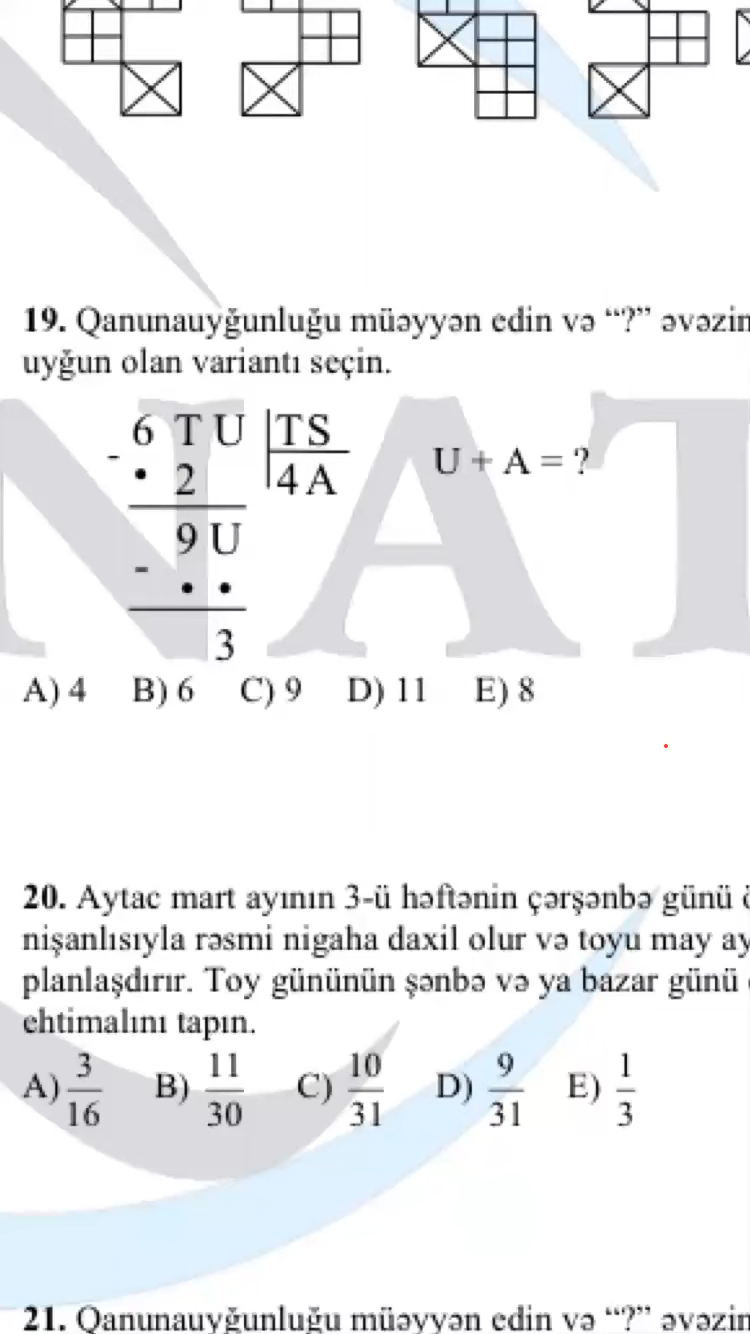 19. Qanunauyğunluğu müəyyən edin və “?” əvəzin
uyğun olan variantı seçin.
6 T U TS
- • 2 4 A U + A = ?
9 U
- • •
3
A) 4 B) 6 C) 9 D) 11 E) 8
20. Aytac mart ayının 3-ü həftənin çərşənbə günü
nişanlısıyla rəsmi nigaha daxil olur və toyu may ay
planlaşdırır. Toy gününün şənbə və ya bazar günü
ehtimalını tapın.
A) 3/16 B) 11/30 C) 10/31 D) 9/31 E) 1/3
21. Qanunauyğunluğu müəyyən edin və “?” əvəzin
NAT